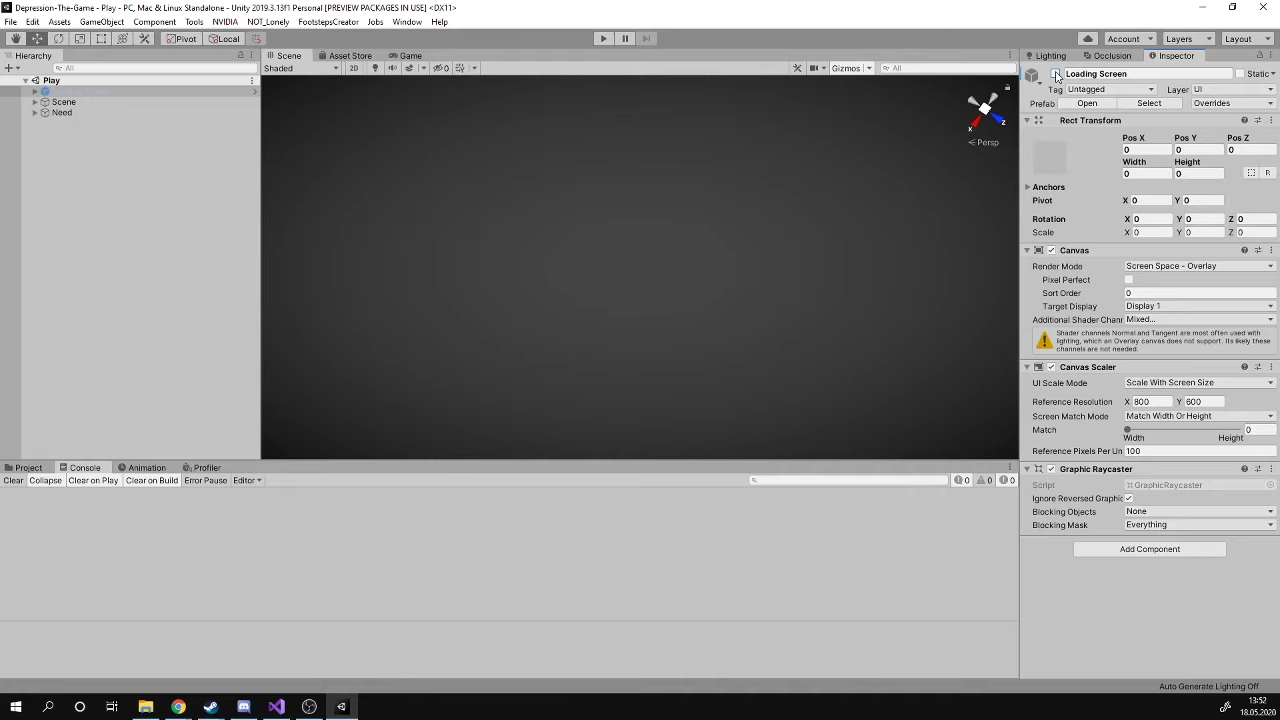 Depression-The-Game - Play - PC, Mac & Linux Standalone - Unity 2019.3.13f1 Personal [PREVIEW PACKAGES IN USE] <DX11>
File Edit Assets GameObject Component Tools NVIDIA NOT_Lonely FootstepsCreator Jobs Window Help
Pivot Local Account Layers Layout
Hierarchy Scene Asset Store Game Lighting Occlusion Inspector
All Shaded 2D 0 Gizmos All Loading Screen Static
Play
Scene
Need
Tag Untagged Layer UI
Prefab Open Select Overrides
Rect Transform
Pos X Pos Y Pos Z
0 0 0
Width Height
0 0 R
Anchors
Pivot X 0 Y 0
Rotation X 0 Y 0 Z 0
Scale X 0 Y 0 Z 0
x z
Persp
Canvas
Render Mode Screen Space - Overlay
Pixel Perfect
Sort Order 0
Target Display Display 1
Additional Shader Chann Mixed...
Shader channels Normal and Tangent are most often used with
lighting, which an Overlay canvas does not support. Its likely these
channels are not needed.
Canvas Scaler
UI Scale Mode Scale With Screen Size
Reference Resolution X 800 Y 600
Screen Match Mode Match Width Or Height
Match 0
Width Height
Reference Pixels Per Un 100
Graphic Raycaster
Script GraphicRaycaster
Ignore Reversed Graphic
Blocking Objects None
Blocking Mask Everything
Add Component
Project Console Animation Profiler
Clear Collapse Clear on Play Clear on Build Error Pause Editor 0 0 0
Auto Generate Lighting Off
13:52
18.05.2020